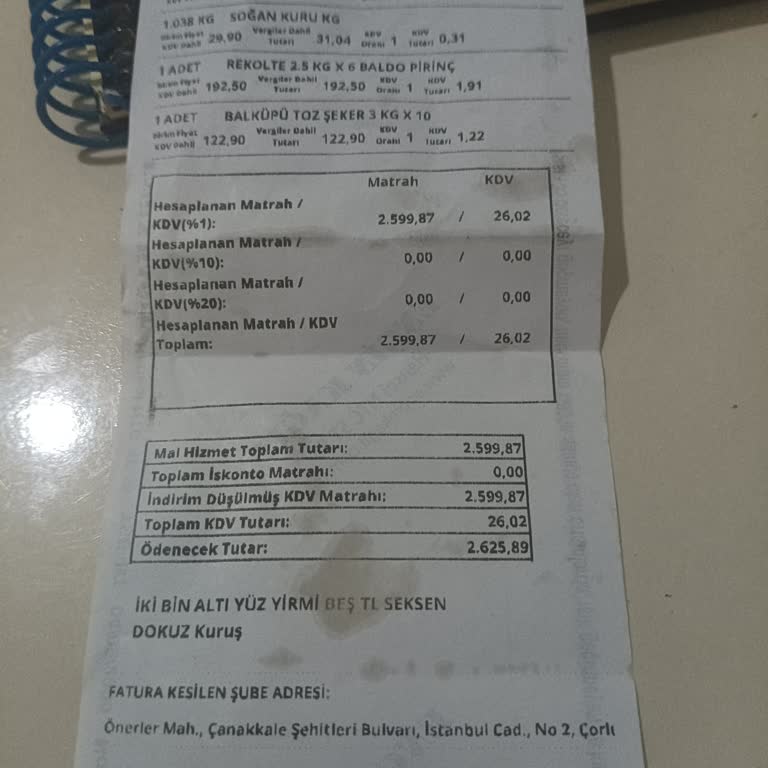 1.038 KG SOĞAN KURU KG
Birim Fiyat KDV Dahil 29,90 Vergiler Dahil Tutarı 31,04 KDV Oranı 1 KDV Tutarı 0,31
1 ADET REKOLTE 2.5 KG X 6 BALDO PİRİNÇ
Birim Fiyat KDV Dahil 192,50 Vergiler Dahil Tutarı 192,50 KDV Oranı 1 KDV Tutarı 1,91
1 ADET BALKÜPÜ TOZ ŞEKER 3 KG X 10
Birim Fiyat KDV Dahil 122,90 Vergiler Dahil Tutarı 122,90 KDV Oranı 1 KDV Tutarı 1,22
Matrah KDV
Hesaplanan Matrah /
KDV(%1): 2.599,87 / 26,02
Hesaplanan Matrah /
KDV(%10): 0,00 / 0,00
Hesaplanan Matrah /
KDV(%20): 0,00 / 0,00
Hesaplanan Matrah / KDV
Toplam: 2.599,87 / 26,02
Mal Hizmet Toplam Tutarı: 2.599,87
Toplam İskonto Matrahı: 0,00
İndirim Düşülmüş KDV Matrahı: 2.599,87
Toplam KDV Tutarı: 26,02
Ödenecek Tutar: 2.625,89
İKİ BİN ALTI YÜZ YİRMİ BEŞ TL SEKSEN
DOKUZ Kuruş
FATURA KESİLEN ŞUBE ADRESİ:
Önerler Mah., Çanakkale Şehitleri Bulvarı, İstanbul Cad., No 2, Çorlı